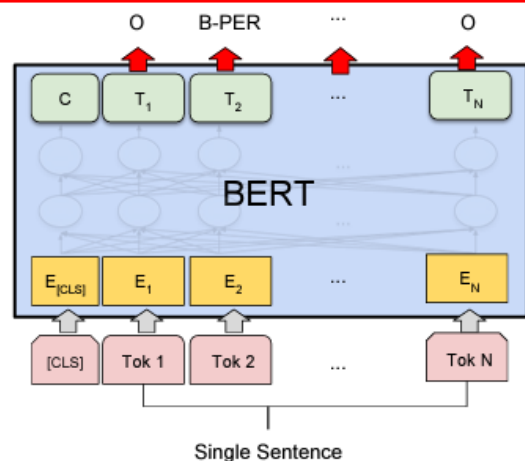 O B-PER ... O
C T1 T2 ... TN
...
BERT
...
E[CLS] E1 E2 ... EN
[CLS] Tok 1 Tok 2 ... Tok N
Single Sentence